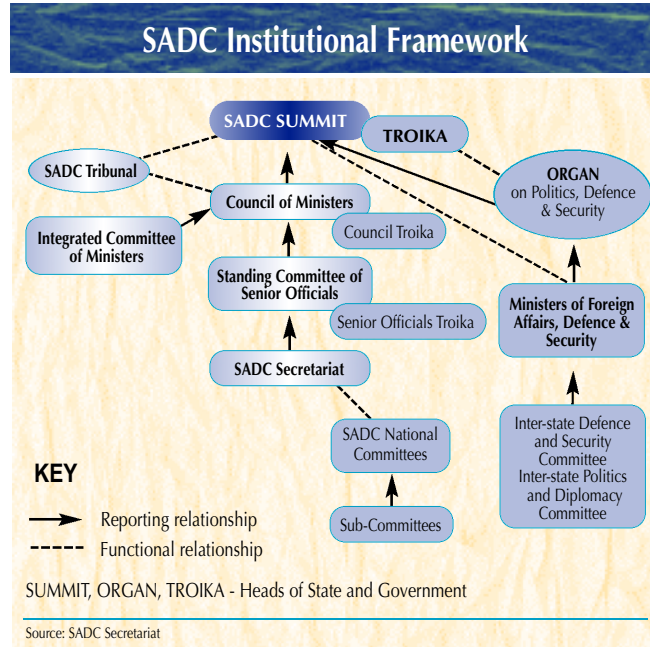 SADC Institutional Framework
SADC SUMMIT
TROIKA
SADC Tribunal
ORGAN
on Politics, Defence
& Security
Council of Ministers
Council Troika
Integrated Committee
of Ministers
Standing Committee of
Senior Officials
Senior Officials Troika
Ministers of Foreign
Affairs, Defence &
Security
SADC Secretariat
SADC National
Committees
Inter-state Defence
and Security
Committee
Inter-state Politics
and Diplomacy
Committee
Sub-Committees
KEY
Reporting relationship
Functional relationship
SUMMIT, ORGAN, TROIKA - Heads of State and Government
Source: SADC Secretariat